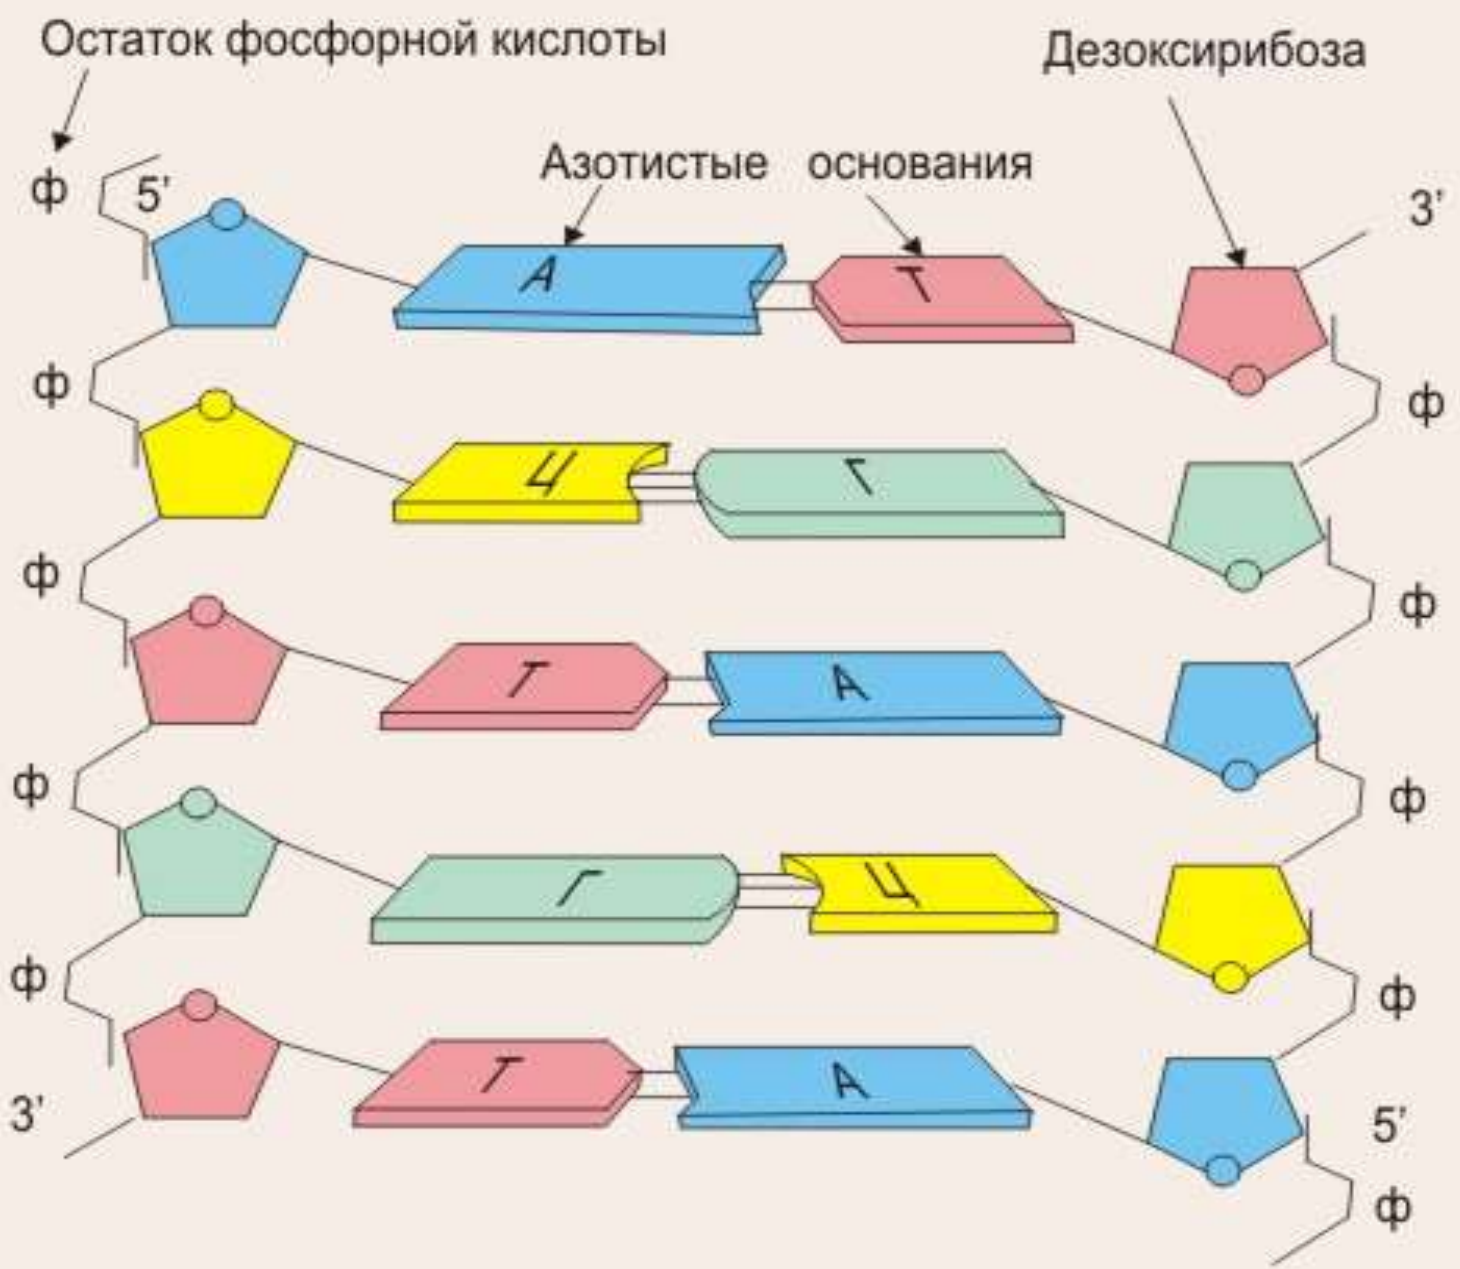 Остаток фосфорной кислоты
Дезоксирибоза
Азотистые основания
ф 5' 3'
А Т
ф ф
Ц Г
ф ф
Т А
ф ф
Г Ц
ф ф
Т А
3' 5'
ф